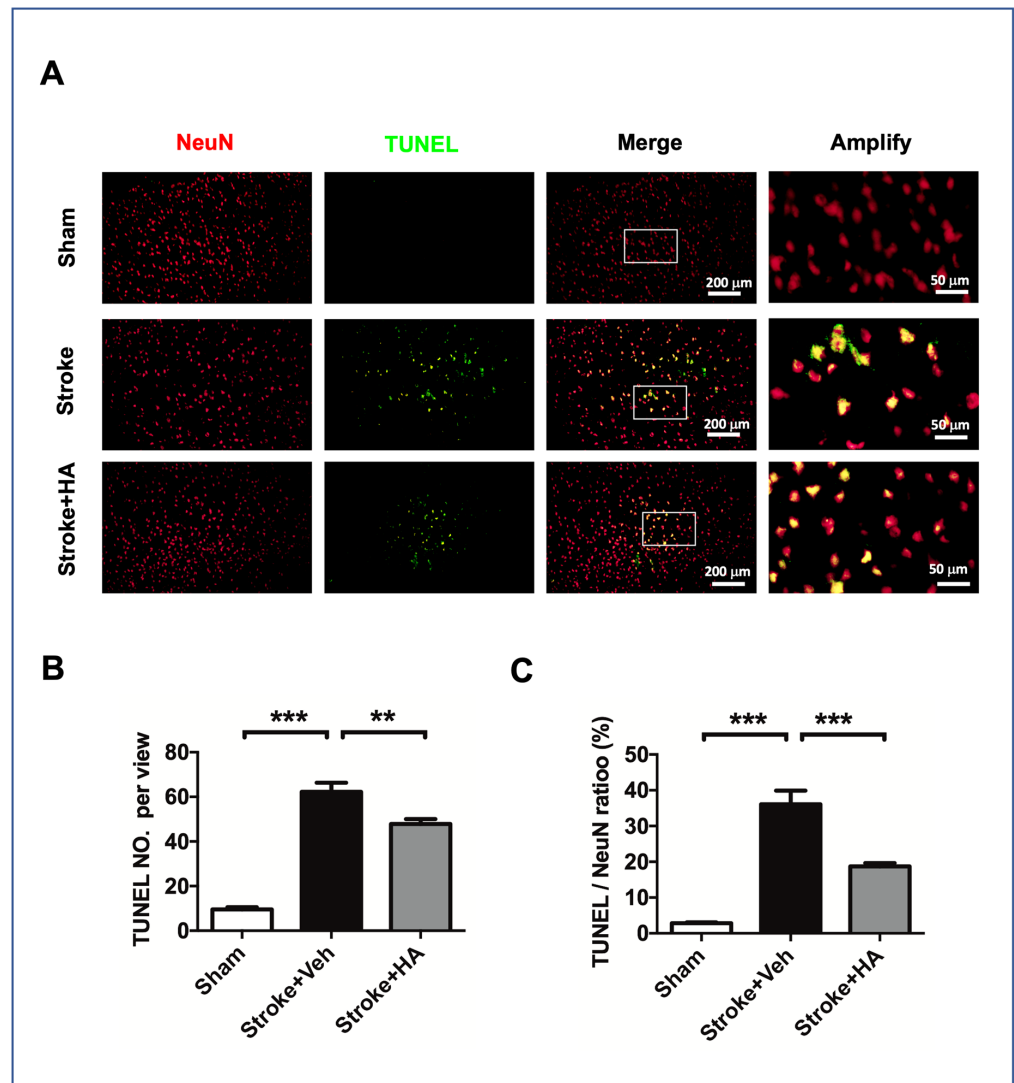 A
NeuN TUNEL Merge Amplify
Sham
200 μm
50 μm
Stroke
200 μm
50 μm
Stroke+HA
200 μm
50 μm
B
TUNEL NO. per view
*** **
80
60
40
20
0
Sham
Stroke+Veh
Stroke+HA
C
TUNEL / NeuN ratioo (%)
*** ***
50
40
30
20
10
0
Sham
Stroke+Veh
Stroke+HA